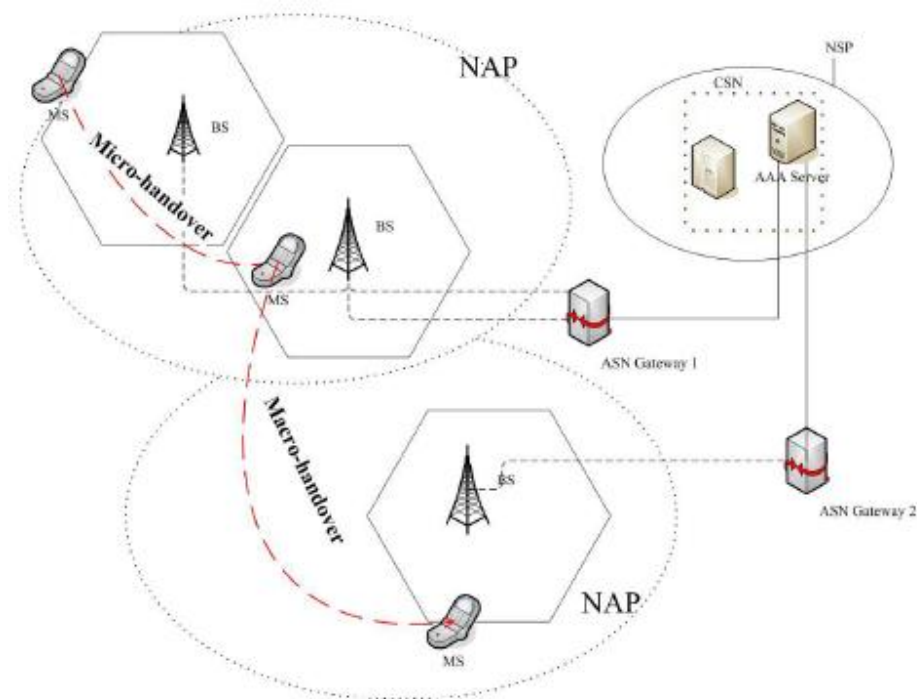 NAP
NSP
CSN
MS
BS
AAA Server
Micro-handover
BS
MS
ASN Gateway 1
Macro-handover
BS
ASN Gateway 2
NAP
MS